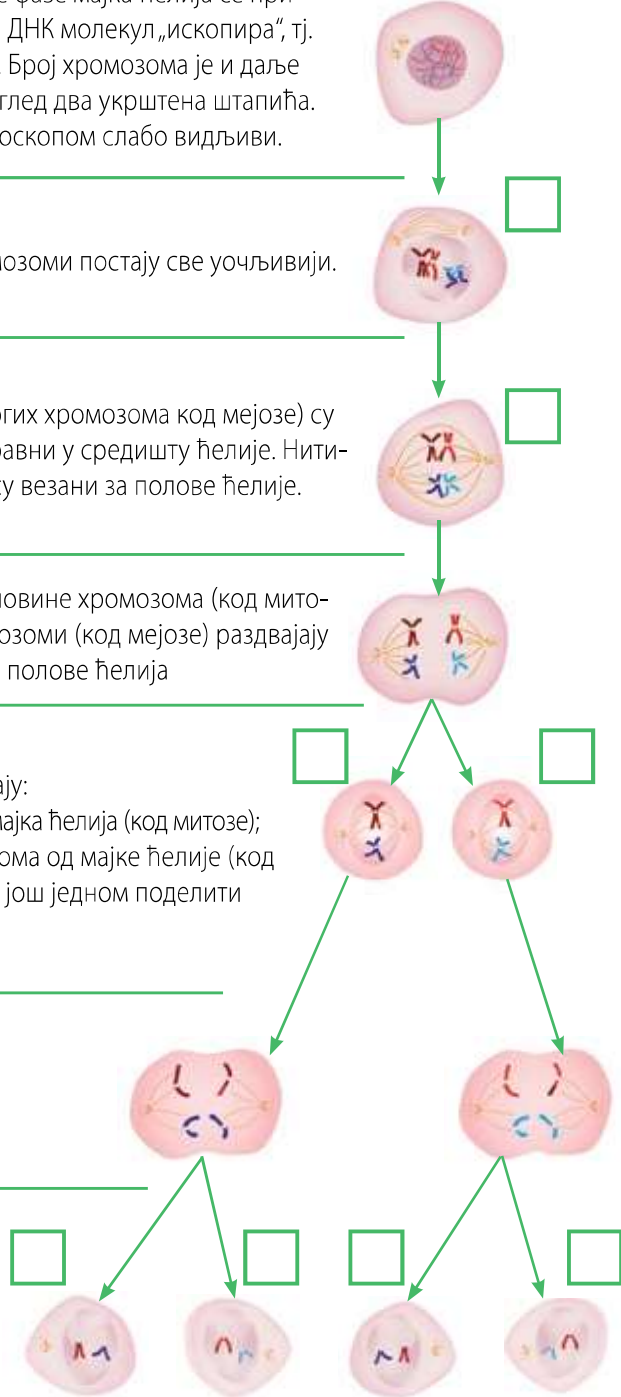 е фазе мајка ћелија се при-
ДНК молекул „ископира“, тј.
. Број хромозома је и даље
глед два укрштена штапића.
оскопом слабо видљиви.
мозоми постају све уочљивији.
огих хромозома код мејозе) су
равни у средишту ћелије. Нити-
су везани за полове ћелије.
ловине хромозома (код мито-
озоми (код мејозе) раздвајају
полове ћелија
ају:
мајка ћелија (код митозе);
ома од мајке ћелије (код
још једном поделити